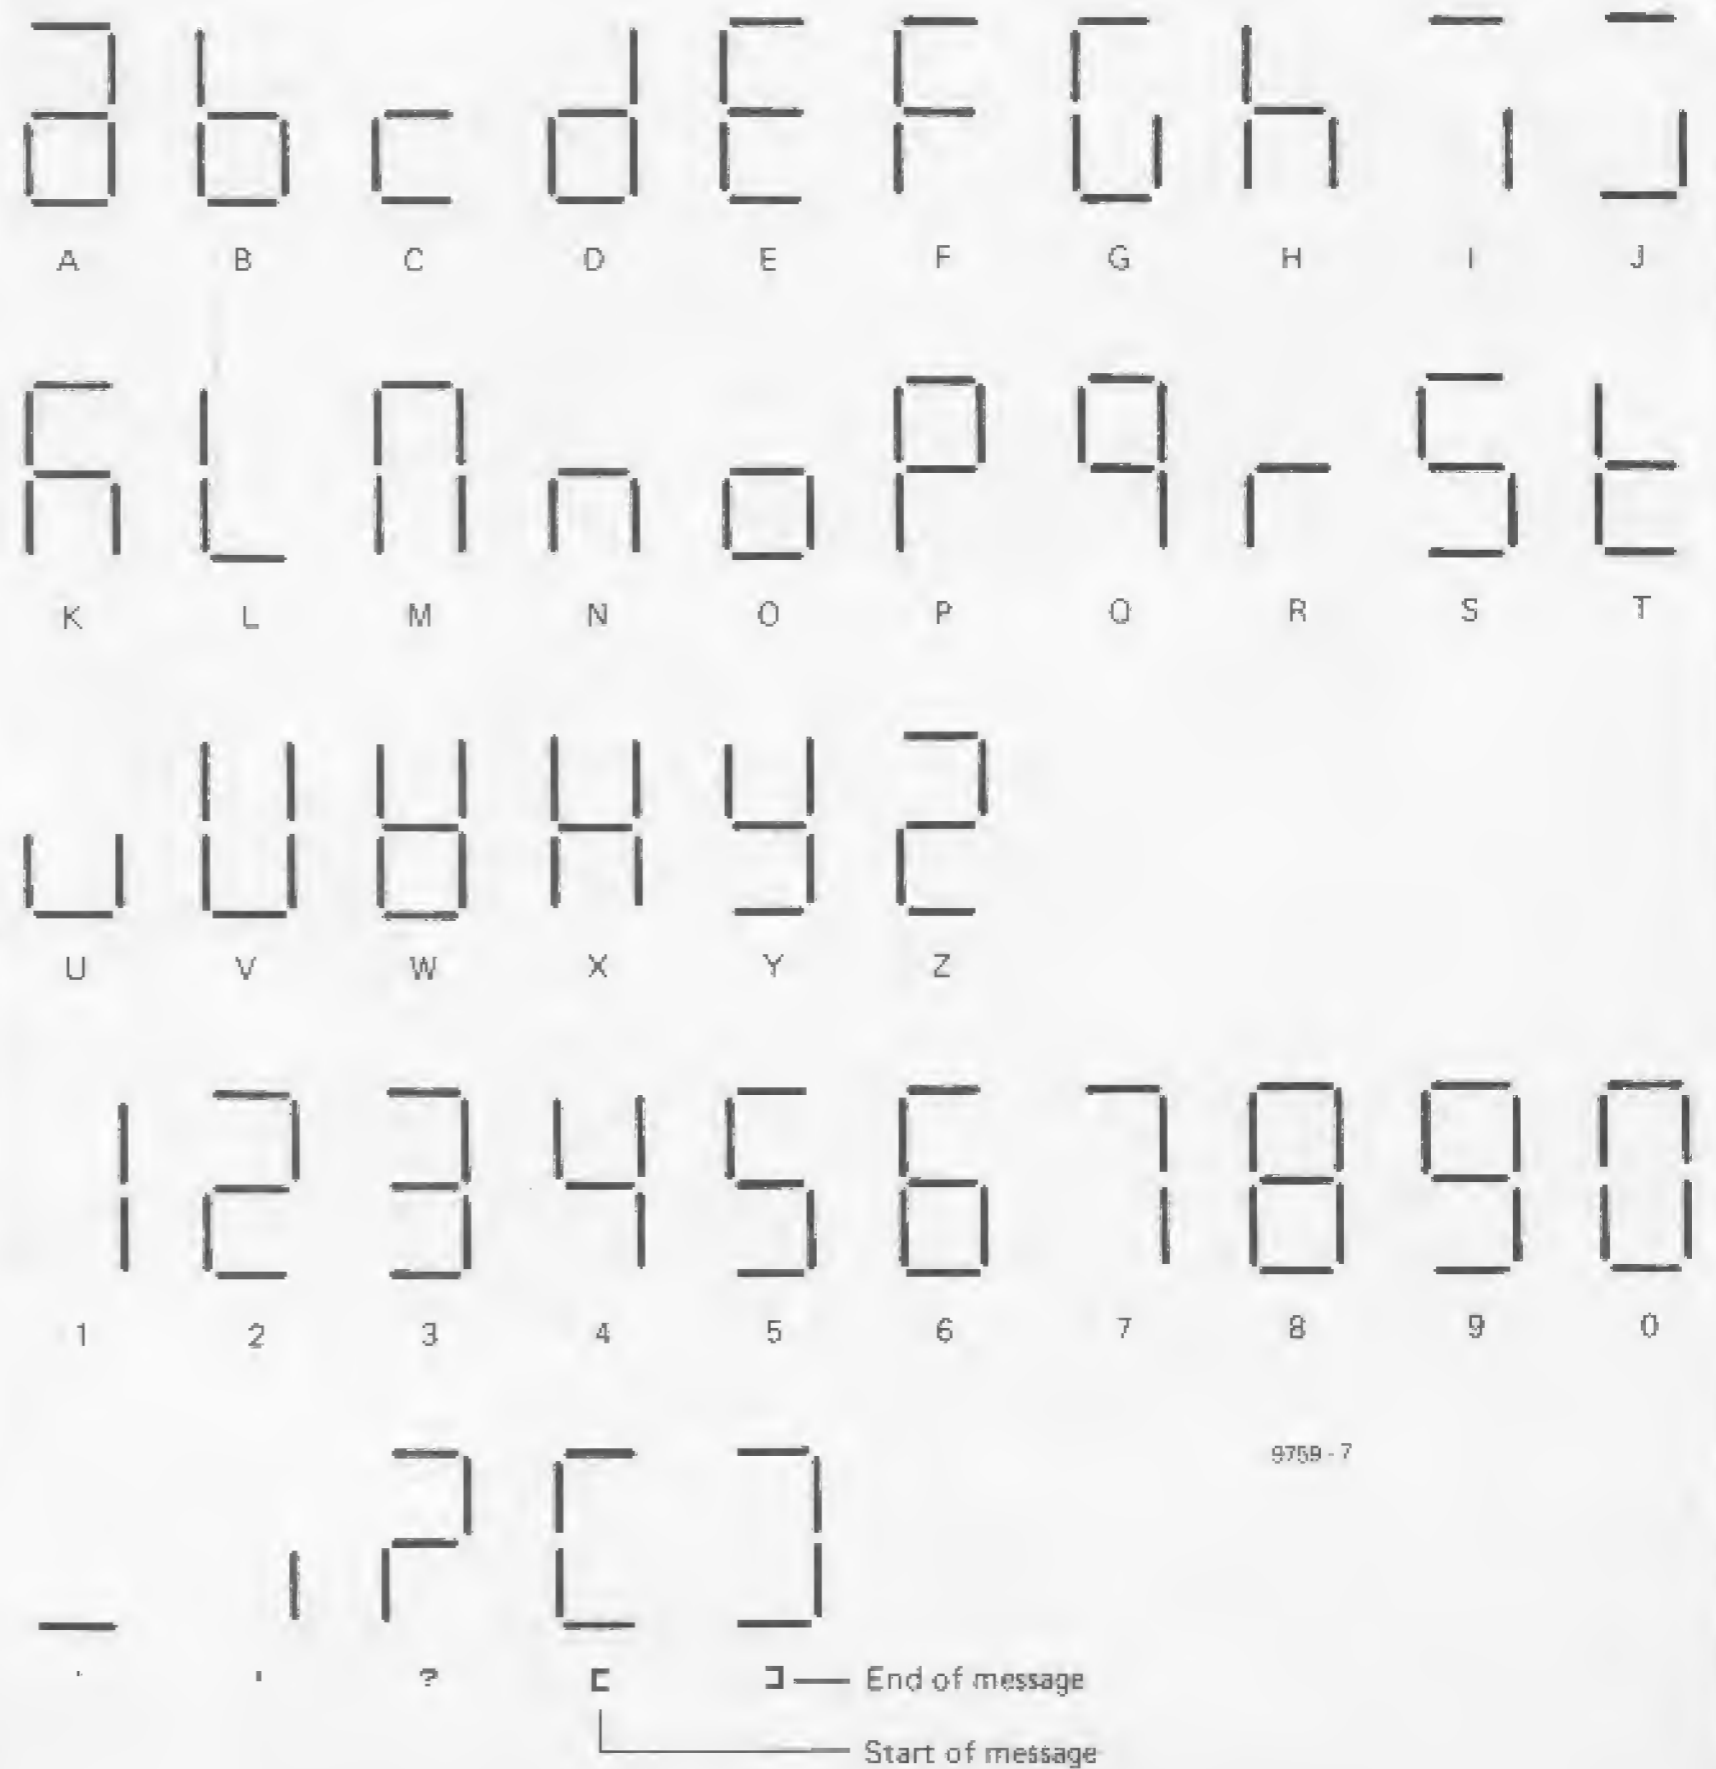 A B C D E F G H I J
K L M N O P Q R S T
U V W X Y Z
1 2 3 4 5 6 7 8 9 0
9759 - 7
. ' ? [ ] End of message
Start of message